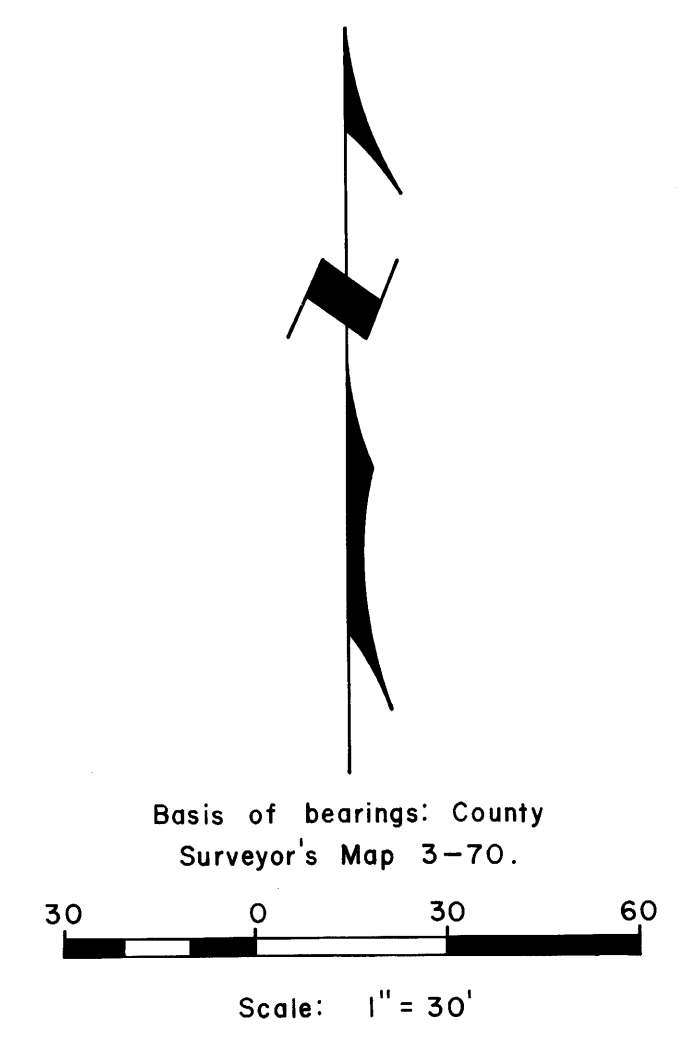 N
Basis of bearings: County
Surveyor's Map 3-70.
30 0 30 60
Scale: 1" = 30'